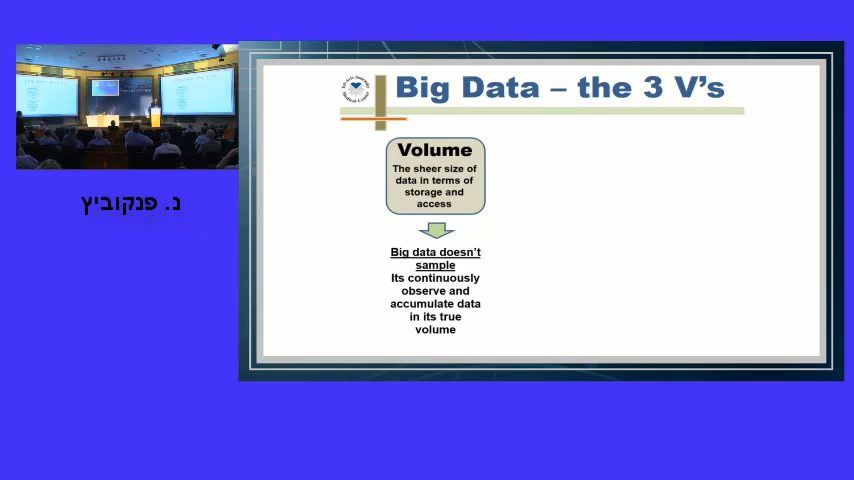 Big Data – the 3 V's
Volume
The sheer size of
data in terms of
storage and
access
Big data doesn't
sample
Its continuously
observe and
accumulate data
in its true
volume
נ. פנקוביץ